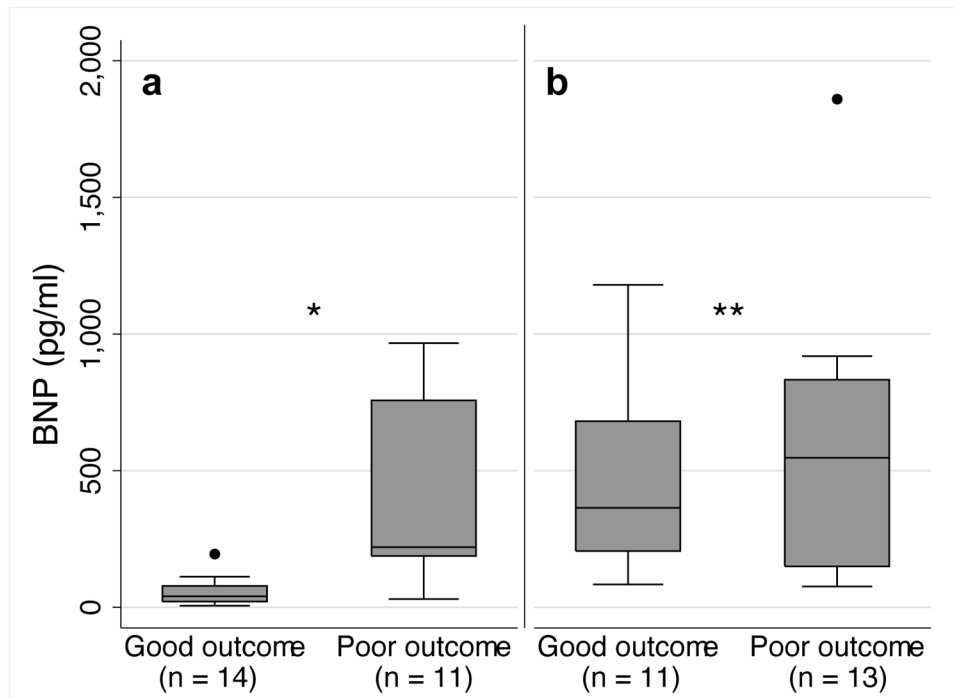 a
b
BNP (pg/ml)
2,000
1,500
1,000
500
0
*
**
Good outcome
(n = 14)
Poor outcome
(n = 11)
Good outcome
(n = 11)
Poor outcome
(n = 13)